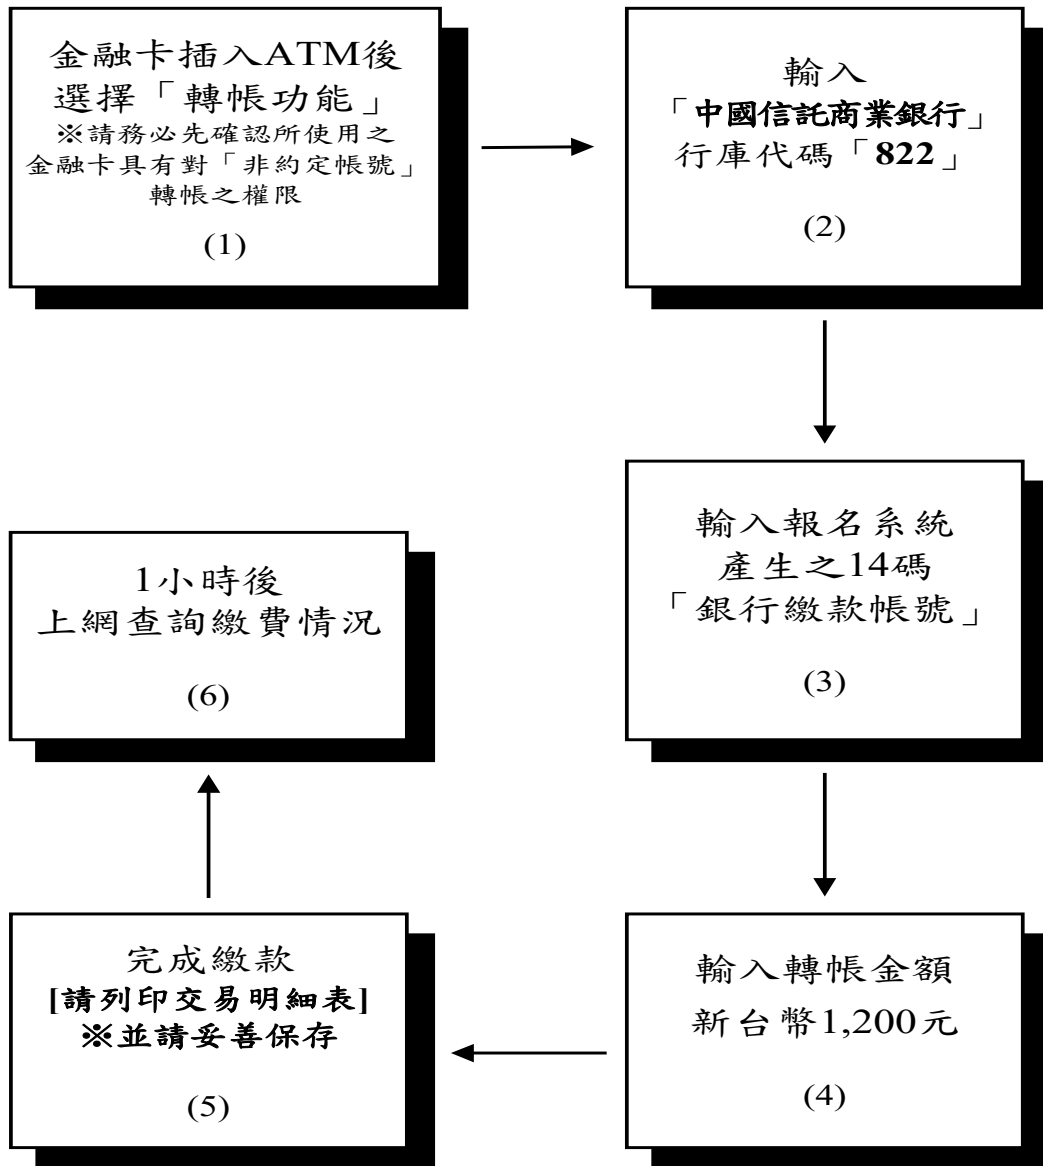 金融卡插入ATM後
選擇「轉帳功能」
※請務必先確認所使用之
金融卡具有對「非約定帳號」
轉帳之權限
(1)
輸入
「中國信託商業銀行」
行庫代碼「822」
(2)
輸入報名系統
產生之14碼
「銀行繳款帳號」
(3)
輸入轉帳金額
新台幣1,200元
(4)
完成繳款
[請列印交易明細表]
※並請妥善保存
(5)
1小時後
上網查詢繳費情況
(6)